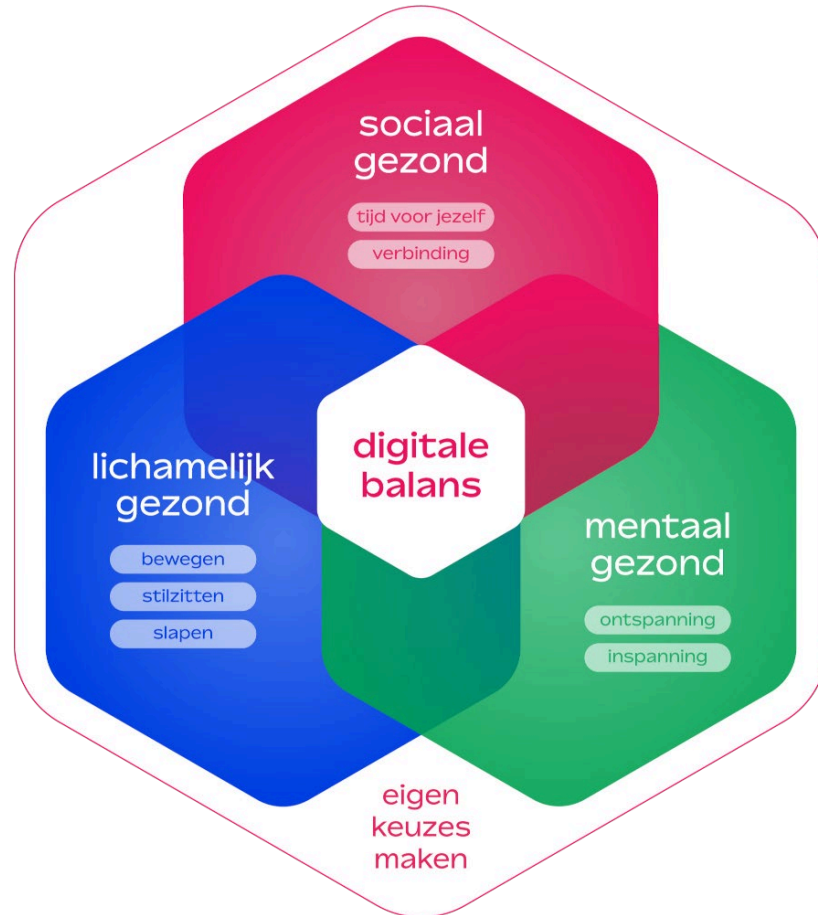 sociaal
gezond
tijd voor jezelf
verbinding
digitale
balans
lichamelijk
gezond
bewegen
stilzitten
slapen
mentaal
gezond
ontspanning
inspanning
eigen
keuzes
maken